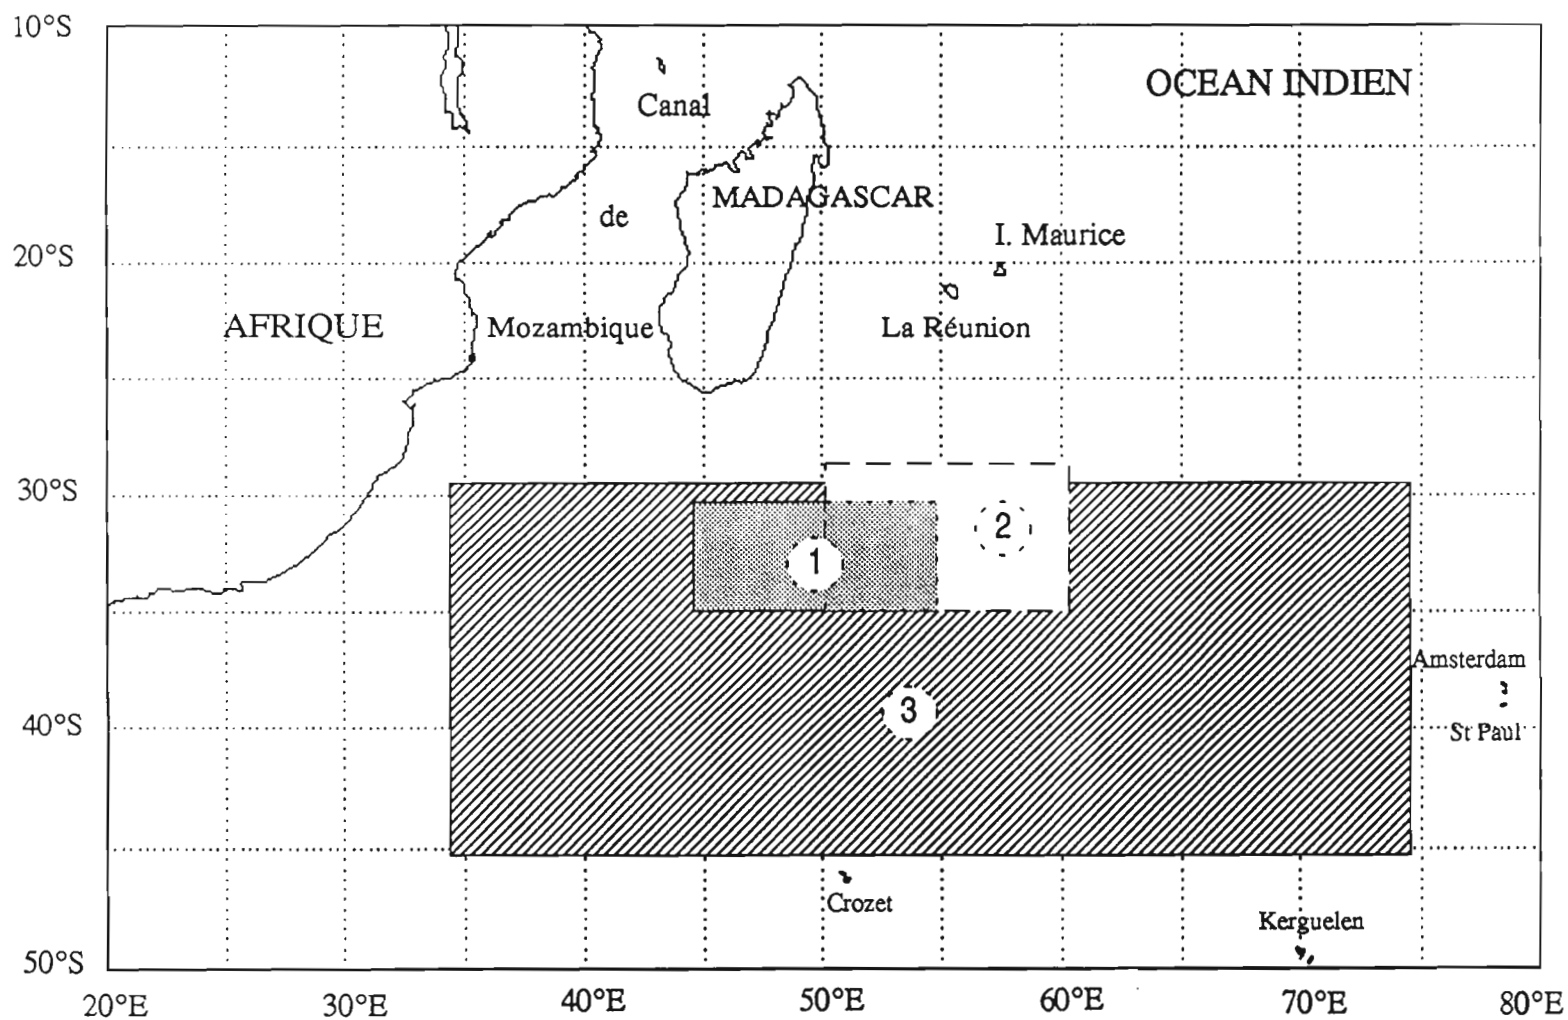 10°S
OCEAN INDIEN
Canal
MADAGASCAR
de
I. Maurice
20°S
AFRIQUE
Mozambique
La Réunion
30°S
2
1
Amsterdam
3
40°S
St Paul
Crozet
Kerguelen
50°S
20°E 30°E 40°E 50°E 60°E 70°E 80°E